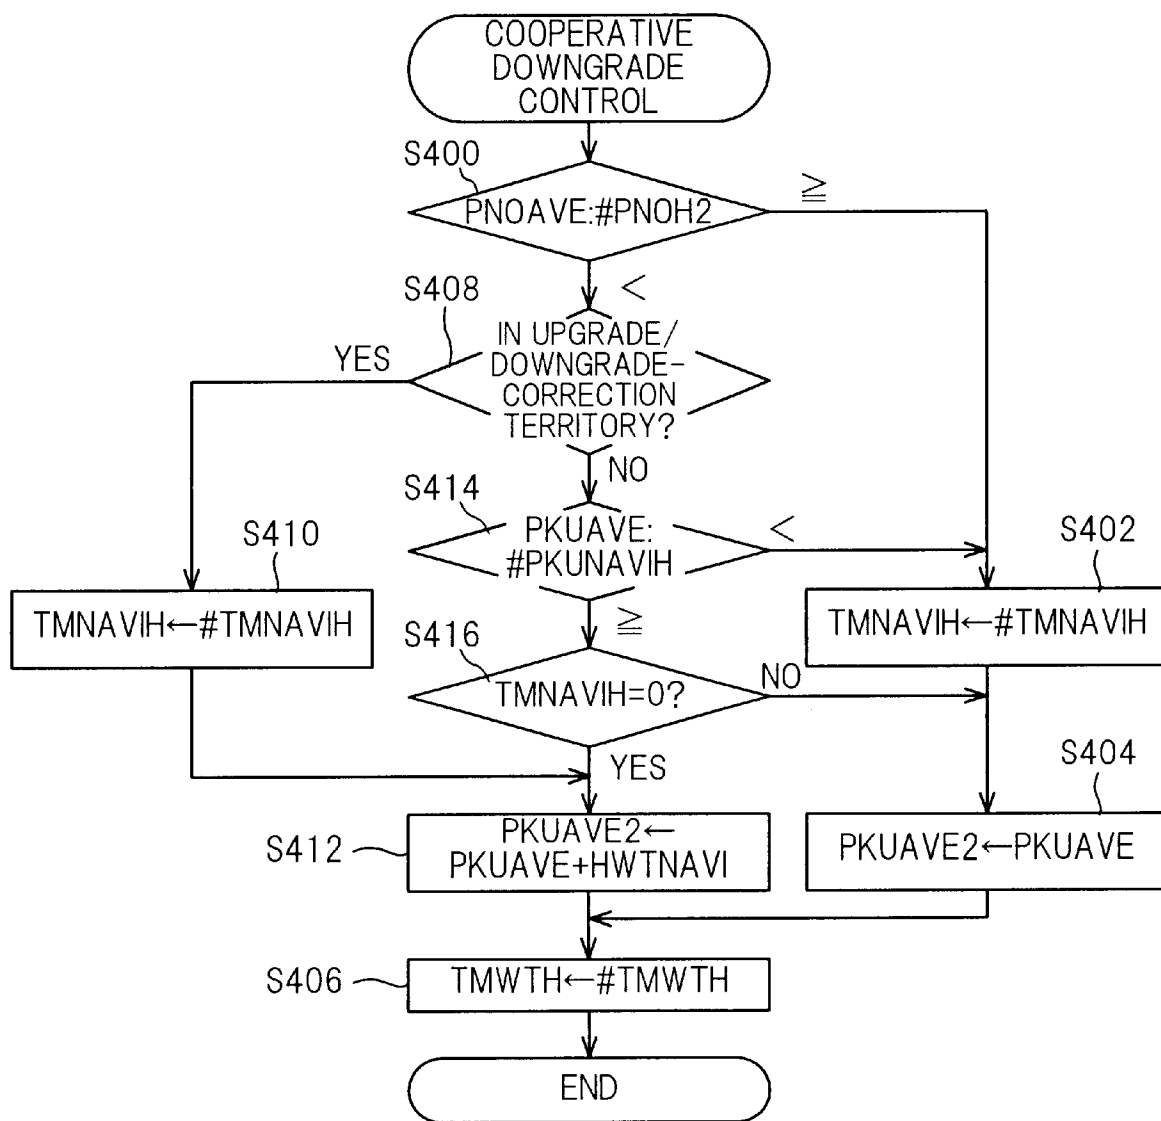 COOPERATIVE
DOWNGRADE
CONTROL
S400
PNOAVE:#PNOH2
≧
<
S408
IN UPGRADE/
DOWNGRADE-
CORRECTION
TERRITORY?
YES
NO
S414
PKUAVE:
#PKUNAVIH
<
≧
S410
TMNAVIH←#TMNAVIH
S402
TMNAVIH←#TMNAVIH
S416
TMNAVIH=0?
NO
YES
S404
PKUAVE2←PKUAVE
S412
PKUAVE2←
PKUAVE+HWTNAVI
S406
TMWTH←#TMWTH
END